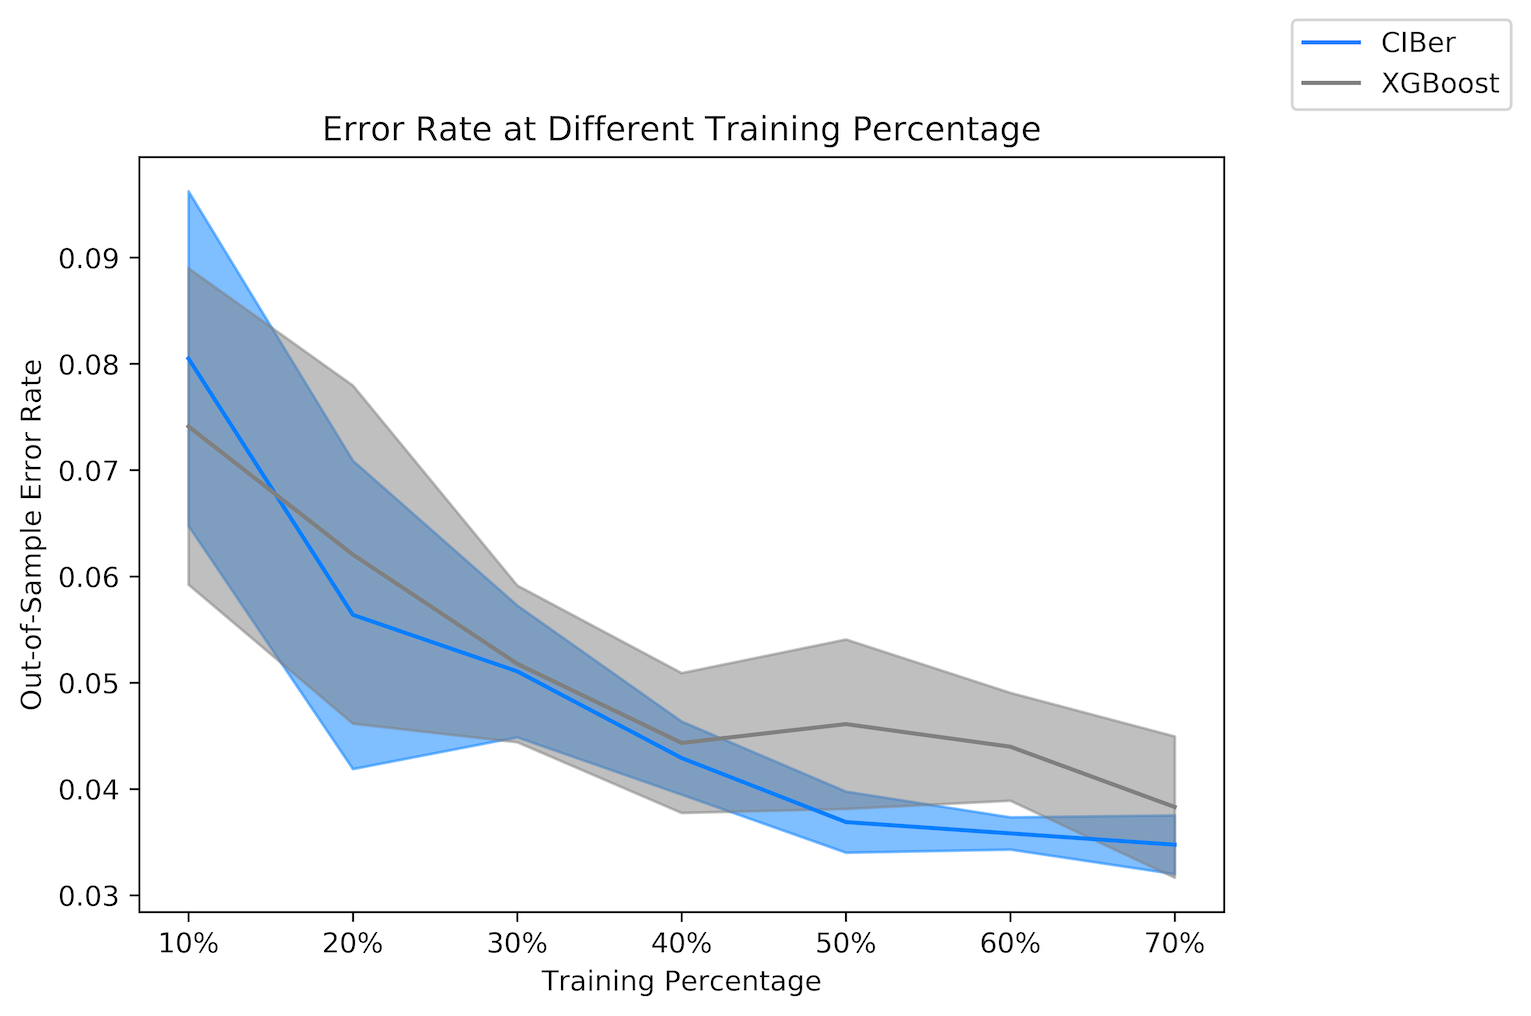 CIBer
XGBoost
Error Rate at Different Training Percentage
Out-of-Sample Error Rate
0.09
0.08
0.07
0.06
0.05
0.04
0.03
10% 20% 30% 40% 50% 60% 70%
Training Percentage